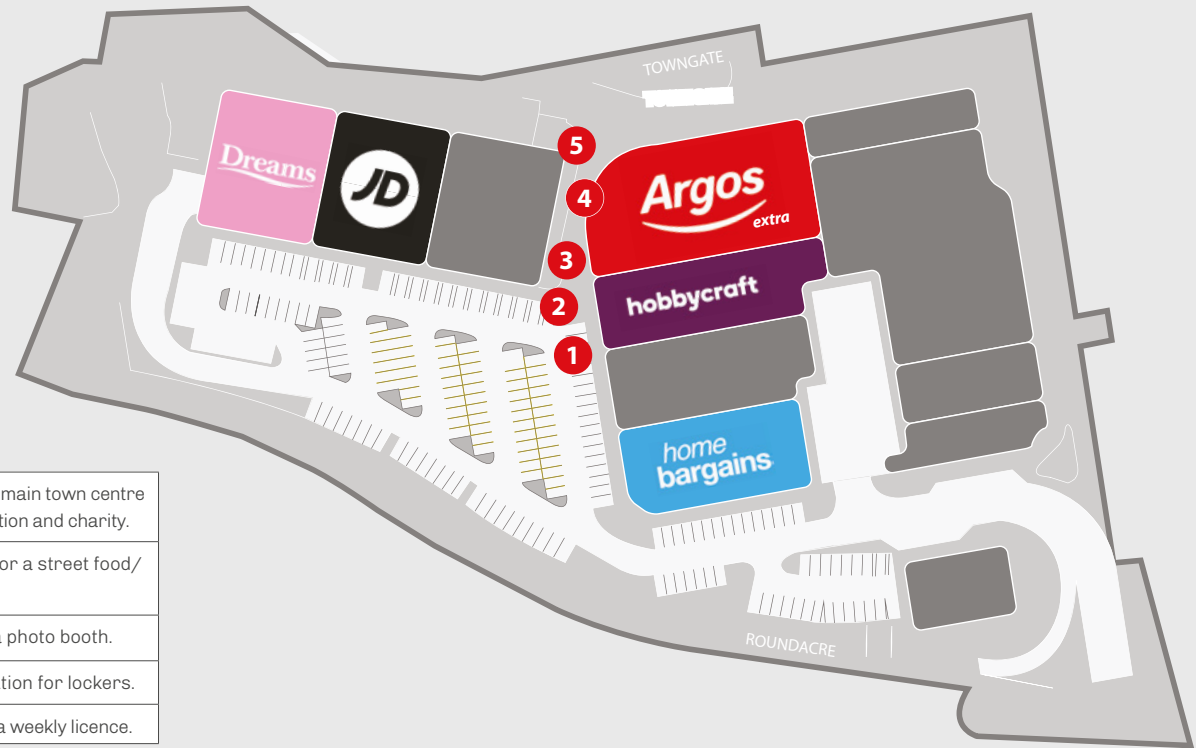 TOWNGATE
5
Dreams
JD
4
Argos
extra
3
hobbycraft
2
1
home
bargains
main town centre
tion and charity.
or a street food/
photo booth.
tion for lockers.
a weekly licence.
ROUNDACRE